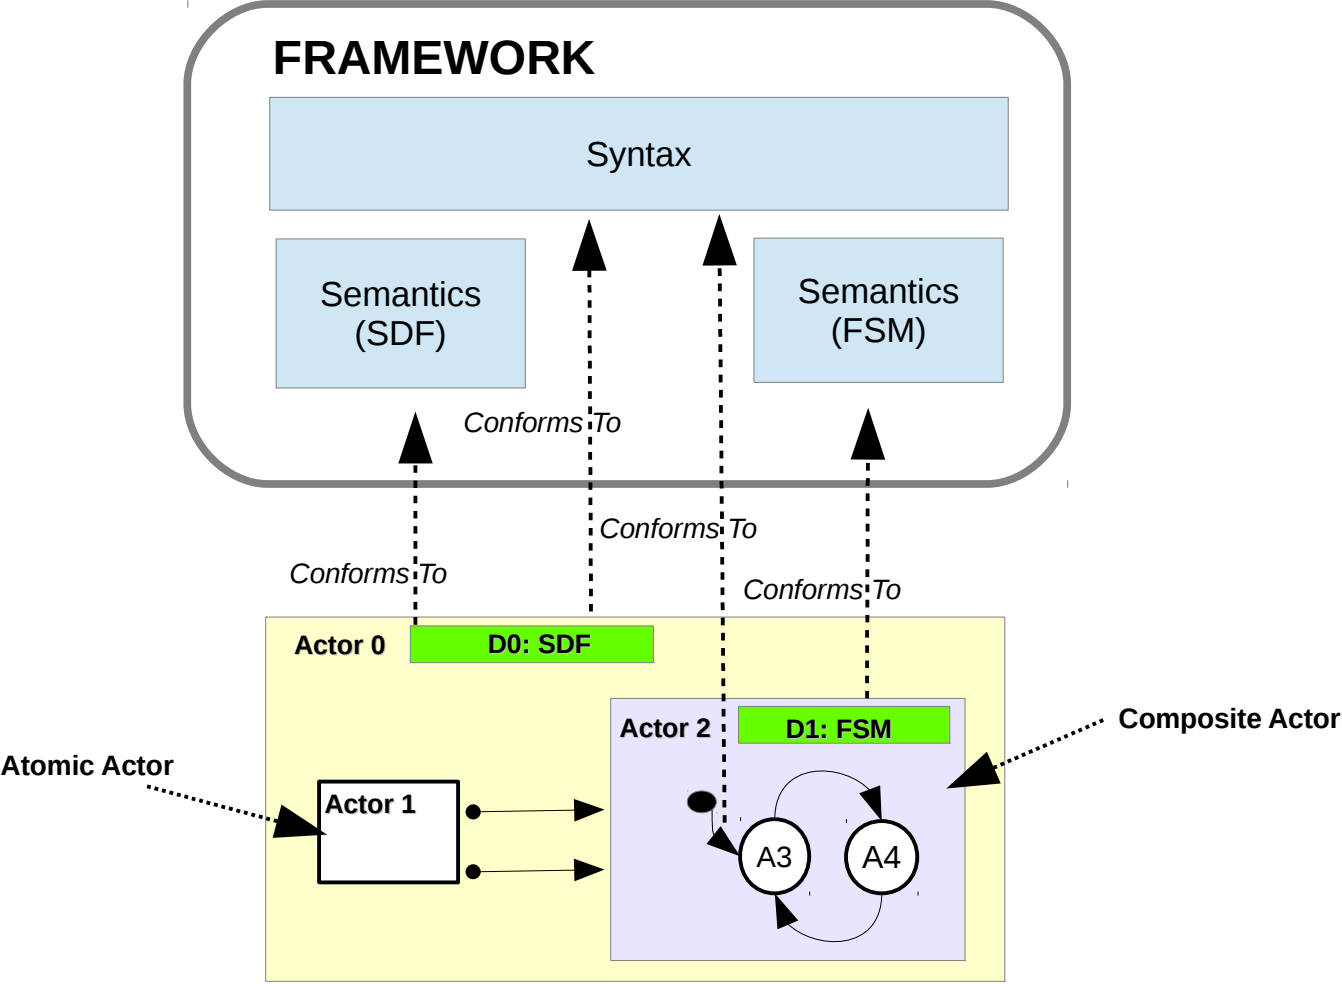 FRAMEWORK
Syntax
Semantics
(SDF)
Semantics
(FSM)
Conforms To
Conforms To
Conforms To
Conforms To
Actor 0
D0: SDF
Actor 2
D1: FSM
Composite Actor
Atomic Actor
Actor 1
A3
A4